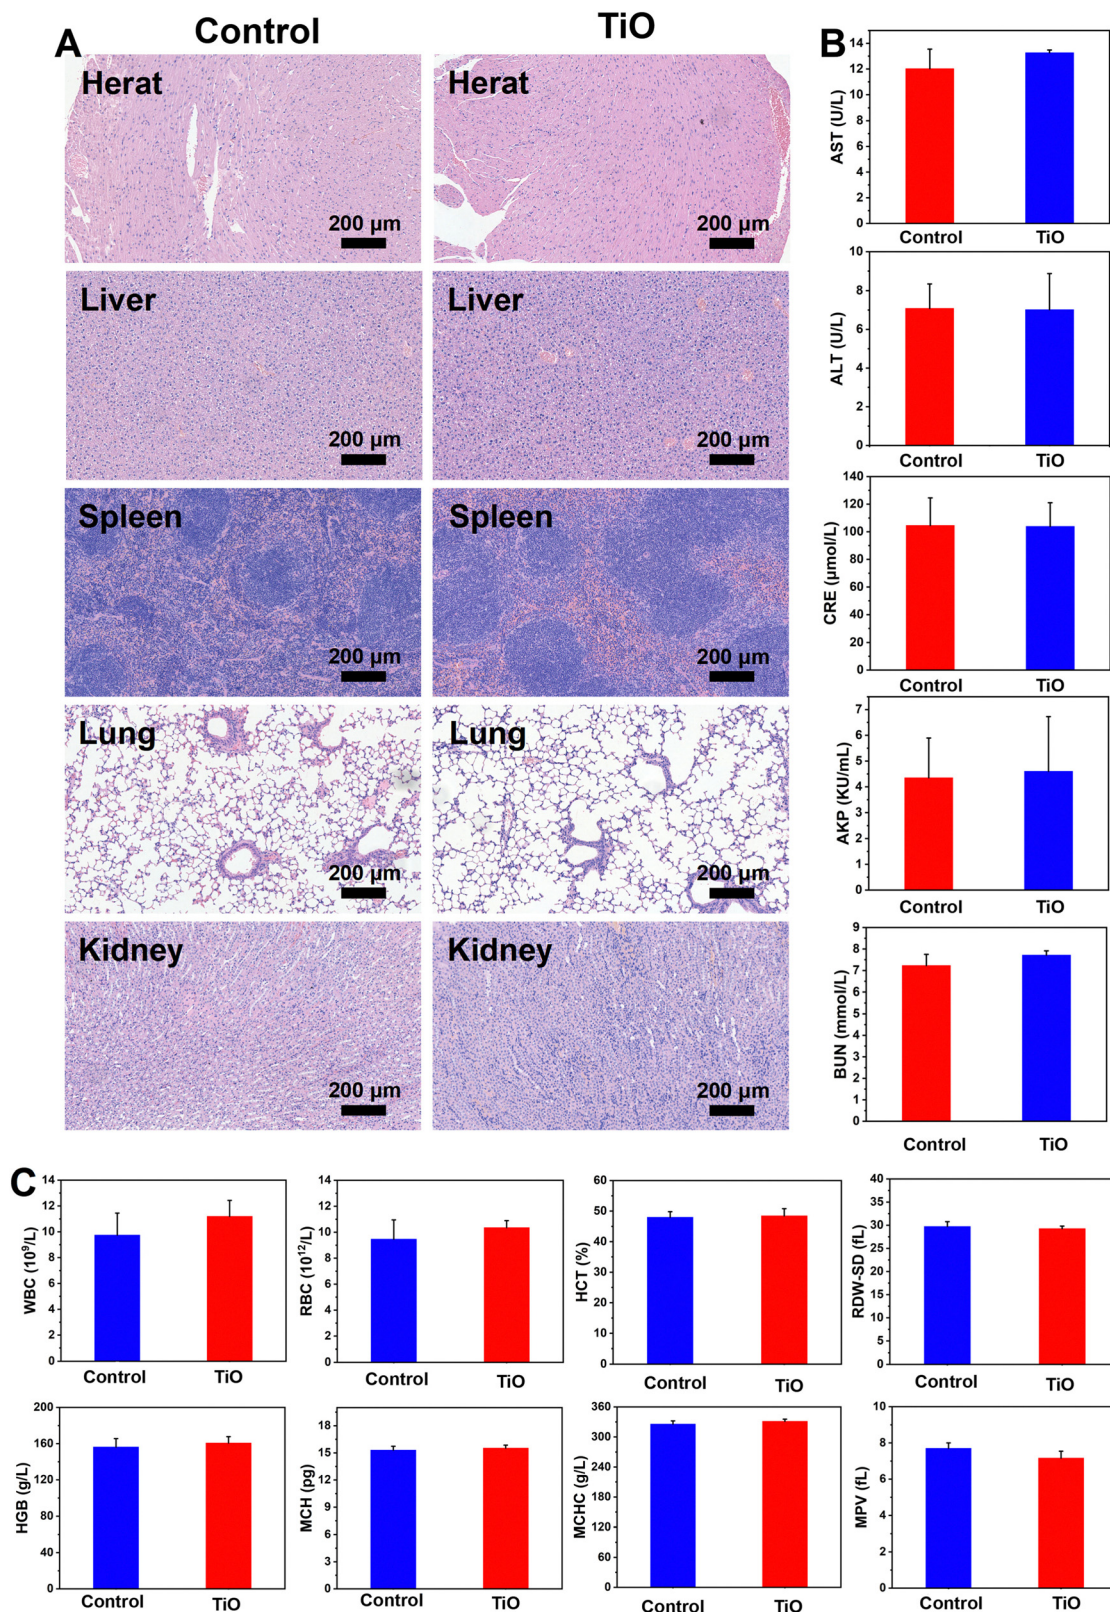 A
Control
TiO
Herat
200 µm
Herat
200 µm
Liver
200 µm
Liver
200 µm
Spleen
200 µm
Spleen
200 µm
Lung
200 µm
Lung
200 µm
Kidney
200 µm
Kidney
200 µm
B
AST (U/L)
14
12
10
8
6
4
2
0
Control
TiO
ALT (U/L)
10
8
6
4
2
0
Control
TiO
CRE (µmol/L)
140
120
100
80
60
40
20
0
Control
TiO
AKP (KU/mL)
7
6
5
4
3
2
1
0
Control
TiO
BUN (mmol/L)
9
8
7
6
5
4
3
2
1
0
Control
TiO
C
WBC (10⁹/L)
14
12
10
8
6
4
2
0
Control
TiO
RBC (10¹²/L)
14
12
10
8
6
4
2
0
Control
TiO
HCT (%)
60
50
40
30
20
10
0
Control
TiO
RDW-SD (fL)
40
35
30
25
20
15
10
5
0
Control
TiO
HGB (g/L)
200
160
120
80
40
0
Control
TiO
MCH (pg)
18
15
12
9
6
3
0
Control
TiO
MCHC (g/L)
360
300
240
180
120
60
0
Control
TiO
MPV (fL)
10
8
6
4
2
0
Control
TiO